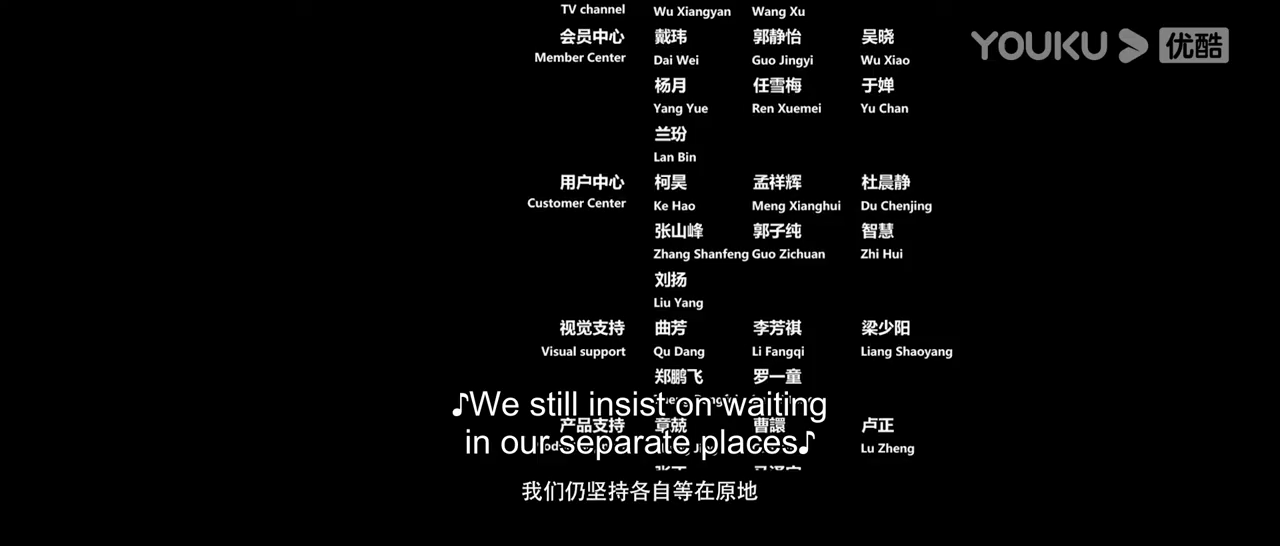 TV channel Wu Xiangyan Wang Xu
YOUKU 优酷
会员中心 戴玮 郭静怡 吴晓
Member Center Dai Wei Guo Jingyi Wu Xiao
杨月 任雪梅 于婵
Yang Yue Ren Xuemei Yu Chan
兰玢
Lan Bin
用户中心 柯昊 孟祥辉 杜晨静
Customer Center Ke Hao Meng Xianghui Du Chenjing
张山峰 郭子纯 智慧
Zhang Shanfeng Guo Zichuan Zhi Hui
刘扬
Liu Yang
视觉支持 曲芳 李芳祺 梁少阳
Visual support Qu Dang Li Fangqi Liang Shaoyang
郑鹏飞 罗一童
♪We still insist on waiting
产品支持 章兢 曹譞 卢正
in our separate places♪
Lu Zheng
我们仍坚持各自等在原地